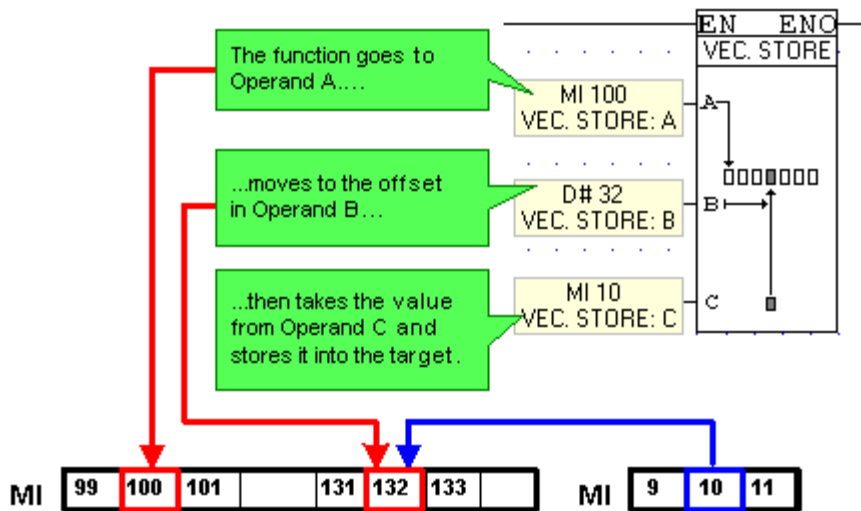 The function goes to
Operand A....
...moves to the offset
in Operand B...
...then takes the value
from Operand C and
stores it into the target.
EN ENO
VEC. STORE
MI 100
VEC. STORE: A
A
D# 32
VEC. STORE: B
B
MI 10
VEC. STORE: C
C
MI 99 100 101 131 132 133
MI 9 10 11